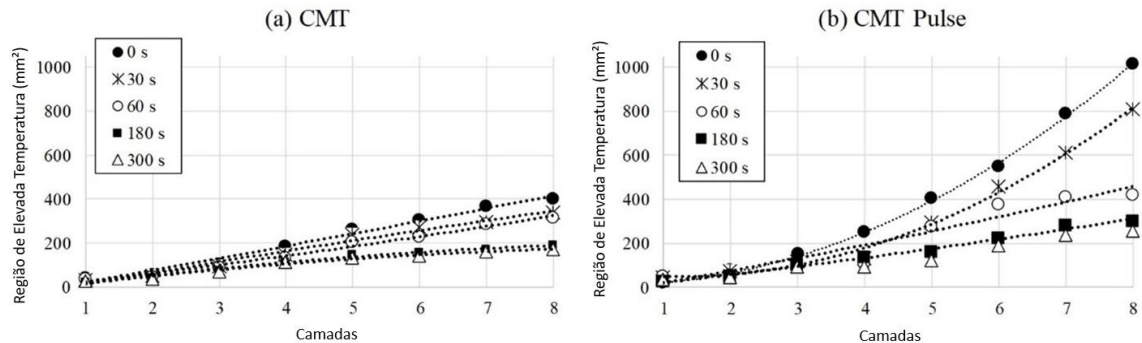 (a) CMT
Região de Elevada Temperatura (mm²)
1000
800
600
400
200
0
0 s
30 s
60 s
180 s
300 s
1 2 3 4 5 6 7 8
Camadas
(b) CMT Pulse
Região de Elevada Temperatura (mm²)
1000
800
600
400
200
0
0 s
30 s
60 s
180 s
300 s
1 2 3 4 5 6 7 8
Camadas